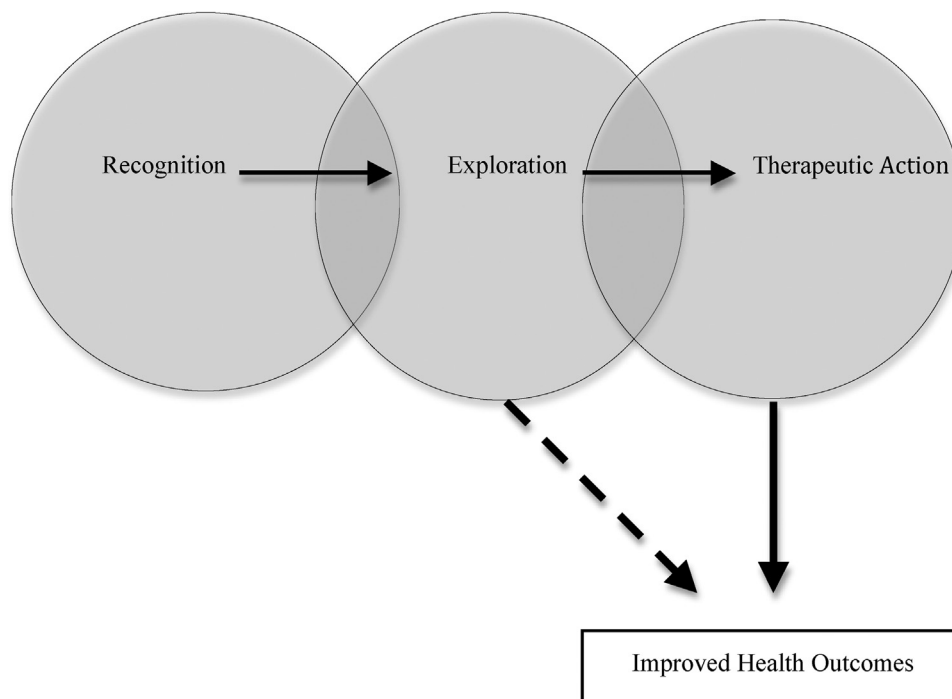 Recognition
Exploration
Therapeutic Action
Improved Health Outcomes